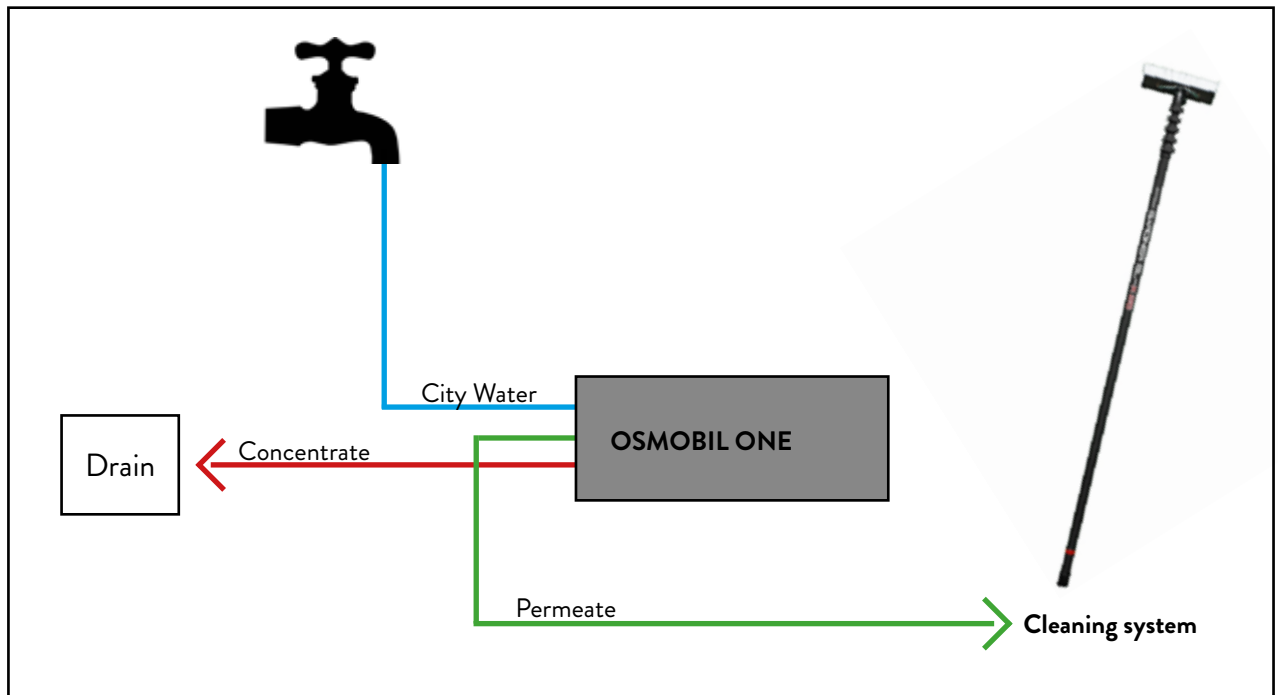 City Water
OSMOBIL ONE
Concentrate
Drain
Permeate
Cleaning system